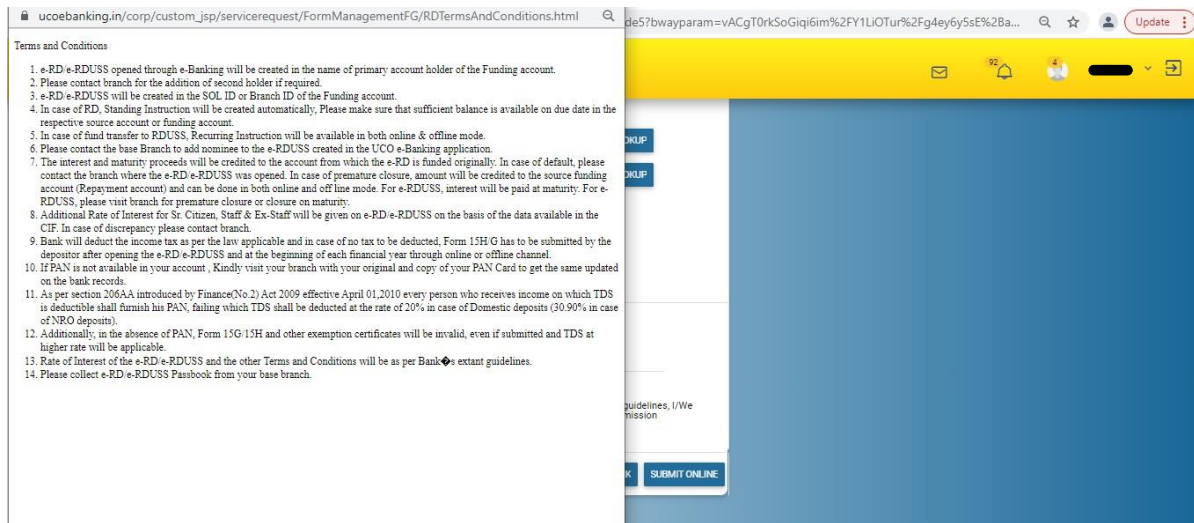 ucoebanking.in/corp/custom_jsp/servicerequest/FormManagementFG/RDTermsAndConditions.html
de5?bwayparam=vACgT0rkSoGiqi6im%2FY1LiOTur%2Fg4ey6y5sE%2Ba...
Update
92
4
Terms and Conditions
1. e-RD/e-RDUSS opened through e-Banking will be created in the name of primary account holder of the Funding account.
2. Please contact branch for the addition of second holder if required.
3. e-RD/e-RDUSS will be created in the SOL ID or Branch ID of the Funding account.
4. In case of RD, Standing Instruction will be created automatically, Please make sure that sufficient balance is available on due date in the
respective source account or funding account.
5. In case of fund transfer to RDUSS, Recurring Instruction will be available in both online & offline mode.
6. Please contact the base Branch to add nominee to the e-RDUSS created in the UCO e-Banking application.
7. The interest and maturity proceeds will be credited to the account from which the e-RD is funded originally. In case of default, please
contact the branch where the e-RD/e-RDUSS was opened. In case of premature closure, amount will be credited to the source funding
account (Repayment account) and can be done in both online and off line mode. For e-RDUSS, interest will be paid at maturity. For e-
RDUSS, please visit branch for premature closure or closure on maturity.
8. Additional Rate of Interest for Sr. Citizen, Staff & Ex-Staff will be given on e-RD/e-RDUSS on the basis of the data available in the
CIF. In case of discrepancy please contact branch.
9. Bank will deduct the income tax as per the law applicable and in case of no tax to be deducted, Form 15H/G has to be submitted by the
depositor after opening the e-RD/e-RDUSS and at the beginning of each financial year through online or offline channel.
10. If PAN is not available in your account , Kindly visit your branch with your original and copy of your PAN Card to get the same updated
on the bank records.
11. As per section 206AA introduced by Finance(No.2) Act 2009 effective April 01,2010 every person who receives income on which TDS
is deductible shall furnish his PAN, failing which TDS shall be deducted at the rate of 20% in case of Domestic deposits (30.90% in case
of NRO deposits).
12. Additionally, in the absence of PAN, Form 15G/15H and other exemption certificates will be invalid, even if submitted and TDS at
higher rate will be applicable.
13. Rate of Interest of the e-RD/e-RDUSS and the other Terms and Conditions will be as per Bank�s extant guidelines.
14. Please collect e-RD/e-RDUSS Passbook from your base branch.
OKUP
OKUP
guidelines, I/We
mission
K
SUBMIT ONLINE